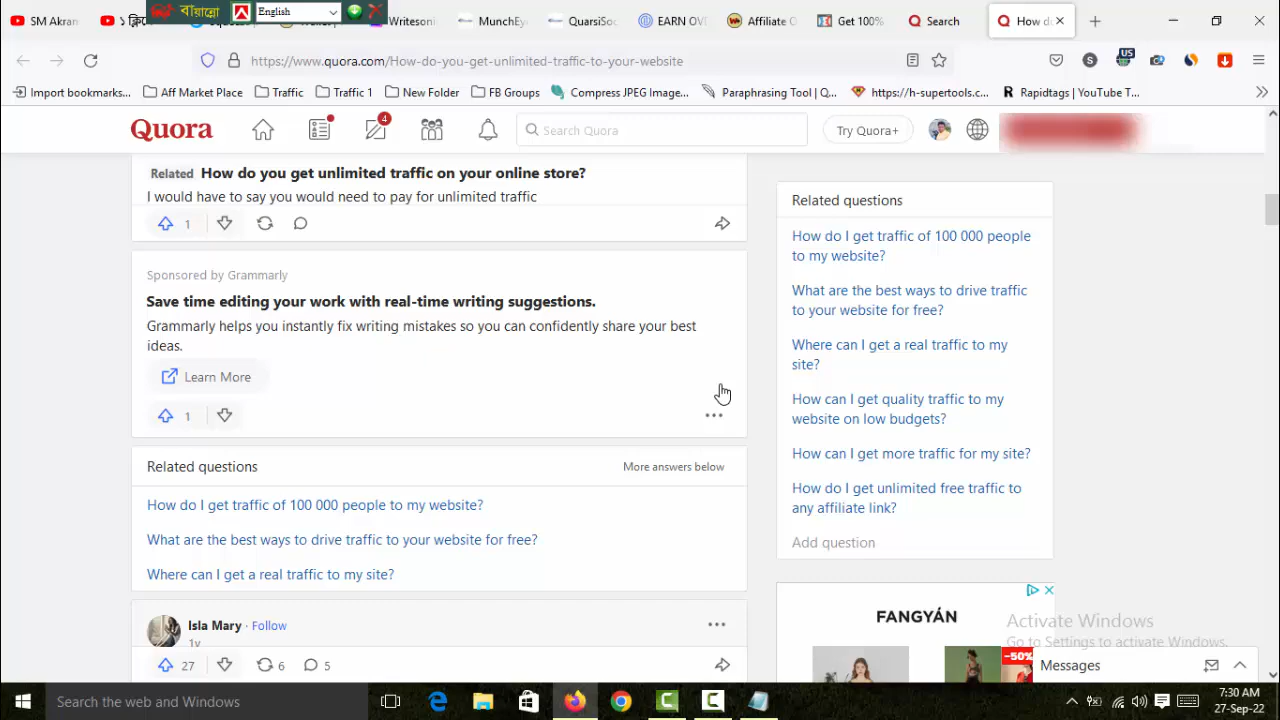 বায়ান্নো
English
SM Akran
Writesoni
MunchEy
QuarsiSo
EARN OV
Affiliate O
Get 100%
Search
How do
https://www.quora.com/How-do-you-get-unlimited-traffic-to-your-website
US
Import bookmarks...
Aff Market Place
Traffic
Traffic 1
New Folder
FB Groups
Compress JPEG Image...
Paraphrasing Tool | Q...
https://h-supertools.c...
Rapidtags | YouTube T...
Quora
4
Search Quora
Try Quora+
Related How do you get unlimited traffic on your online store?
I would have to say you would need to pay for unlimited traffic
1
Sponsored by Grammarly
Save time editing your work with real-time writing suggestions.
Grammarly helps you instantly fix writing mistakes so you can confidently share your best
ideas.
Learn More
1
Related questions
More answers below
How do I get traffic of 100 000 people to my website?
What are the best ways to drive traffic to your website for free?
Where can I get a real traffic to my site?
Isla Mary · Follow
1y
27
6
5
Related questions
How do I get traffic of 100 000 people
to my website?
What are the best ways to drive traffic
to your website for free?
Where can I get a real traffic to my
site?
How can I get quality traffic to my
website on low budgets?
How can I get more traffic for my site?
How do I get unlimited free traffic to
any affiliate link?
Add question
FANGYÁN
-50%
Activate Windows
Go to Settings to activate Windows.
Messages
Search the web and Windows
7:30 AM
27-Sep-22